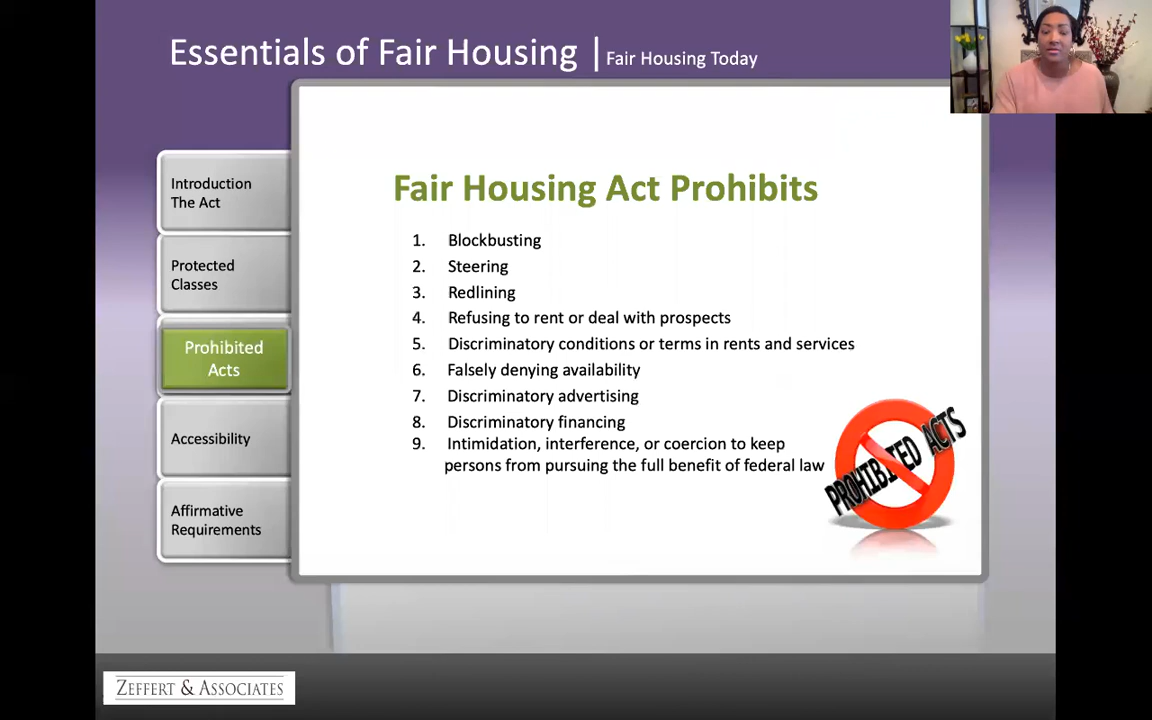 Essentials of Fair Housing | Fair Housing Today
Introduction
The Act
Protected
Classes
Prohibited
Acts
Accessibility
Affirmative
Requirements
Fair Housing Act Prohibits
1. Blockbusting
2. Steering
3. Redlining
4. Refusing to rent or deal with prospects
5. Discriminatory conditions or terms in rents and services
6. Falsely denying availability
7. Discriminatory advertising
8. Discriminatory financing
9. Intimidation, interference, or coercion to keep
persons from pursuing the full benefit of federal law
PROHIBITED ACTS
ZEFFERT & ASSOCIATES